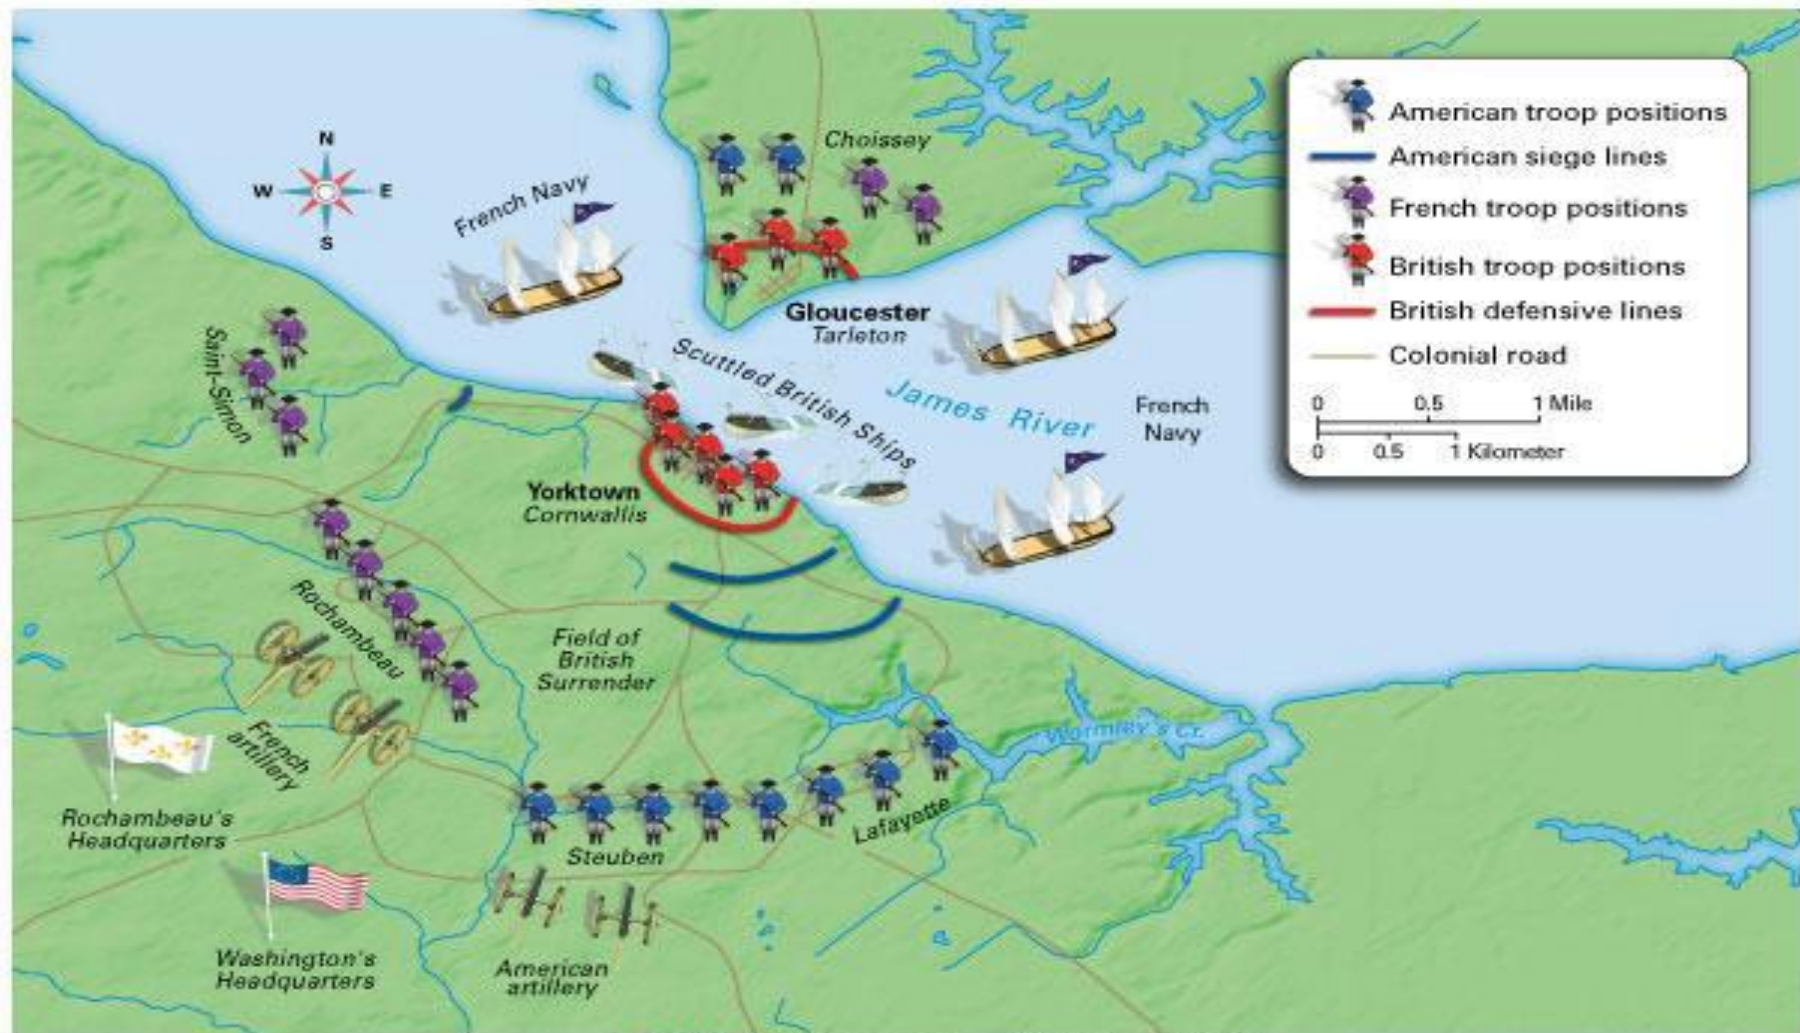 N
W
E
S
French Navy
Choissey
Gloucester
Tarleton
Scuttled British Ships
James River
French
Navy
Saint-Simon
Yorktown
Cornwallis
Rochambeau
Field of
British
Surrender
French
artillery
Wormley's Cr.
Rochambeau's
Headquarters
Steuben
Lafayette
Washington's
Headquarters
American
artillery
American troop positions
American siege lines
French troop positions
British troop positions
British defensive lines
Colonial road
0 0.5 1 Mile
0 0.5 1 Kilometer